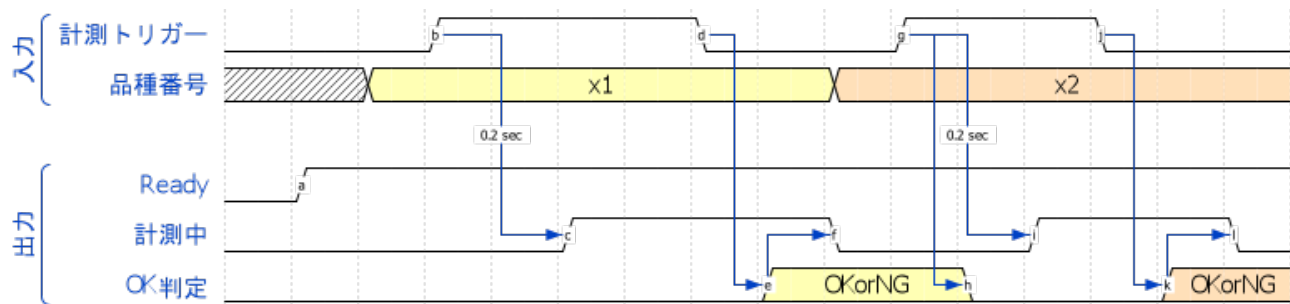 入力
計測トリガー
b
d
g
j
品種番号
x1
x2
0.2 sec
0.2 sec
出力
Ready
a
計測中
c
f
i
l
OK判定
e
OKorNG
h
k
OKorNG